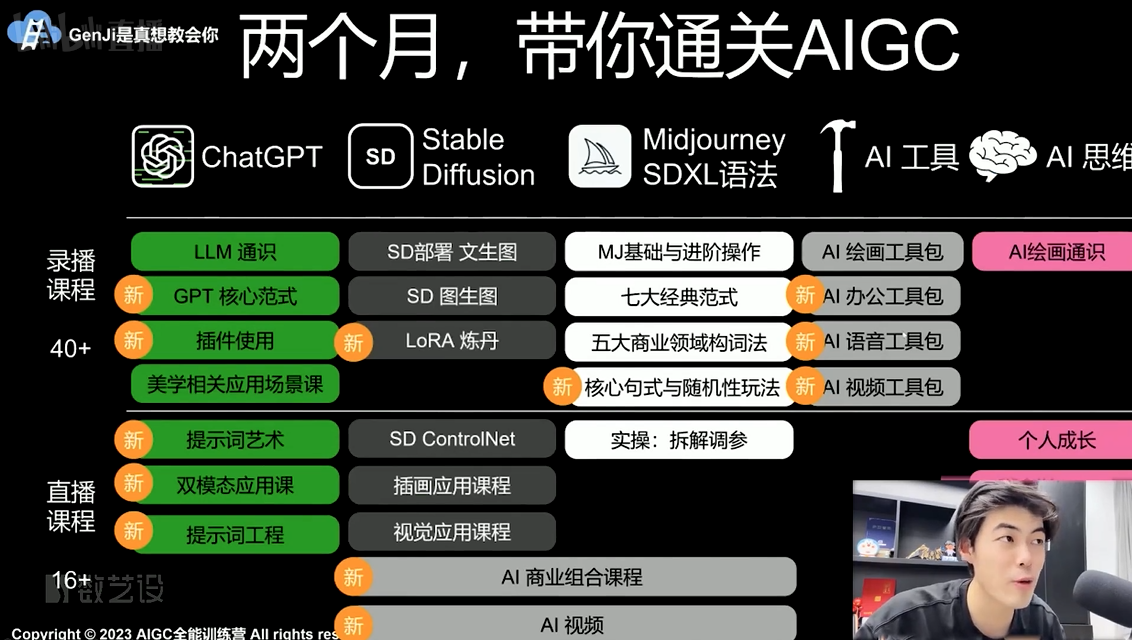 GenJi是真想教会你
直播
两个月，带你通关AIGC
ChatGPT
SD
Stable
Diffusion
Midjourney
SDXL语法
AI 工具
AI 思维
录播
课程
40+
LLM 通识
SD部署 文生图
MJ基础与进阶操作
AI 绘画工具包
AI绘画通识
新
GPT 核心范式
SD 图生图
七大经典范式
新
AI 办公工具包
新
插件使用
新
LoRA 炼丹
五大商业领域构词法
新
AI 语音工具包
美学相关应用场景课
新
核心句式与随机性玩法
新
AI 视频工具包
直播
课程
16+
新
提示词艺术
SD ControlNet
实操：拆解调参
个人成长
新
双模态应用课
插画应用课程
新
提示词工程
视觉应用课程
新
AI 商业组合课程
新
AI 视频
数艺设
Copyright © 2023 AIGC全能训练营 All rights res